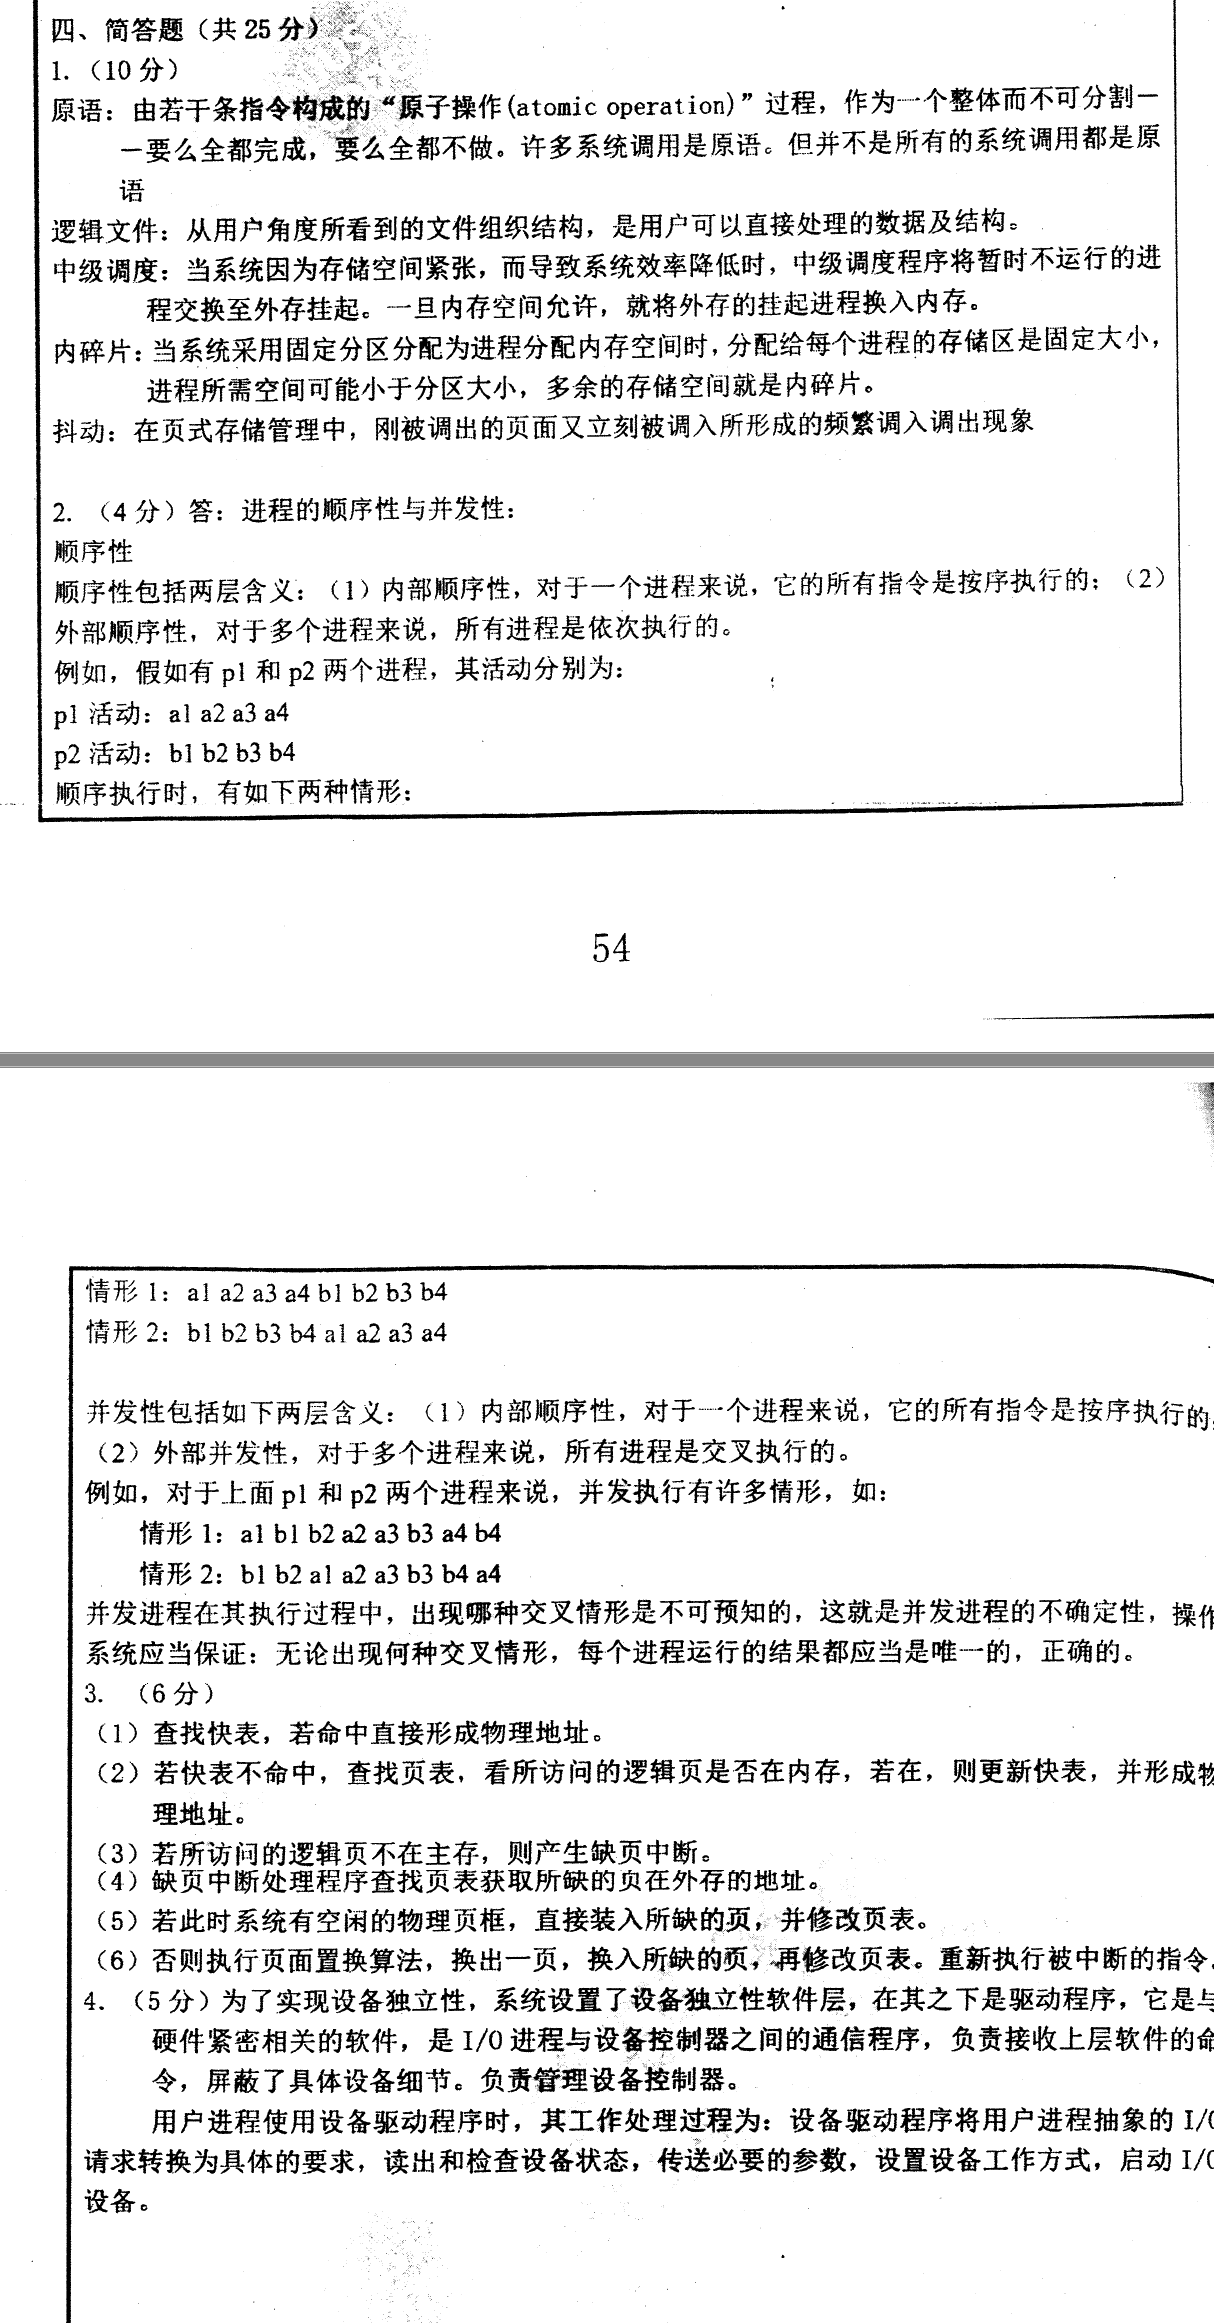 四、简答题（共 25 分）
1.（10 分）
原语：由若干条指令构成的“原子操作(atomic operation)”过程，作为一个整体而不可分割—
—要么全都完成，要么全都不做。许多系统调用是原语。但并不是所有的系统调用都是原
语
逻辑文件：从用户角度所看到的文件组织结构，是用户可以直接处理的数据及结构。
中级调度：当系统因为存储空间紧张，而导致系统效率降低时，中级调度程序将暂时不运行的进
程交换至外存挂起。一旦内存空间允许，就将外存的挂起进程换入内存。
内碎片：当系统采用固定分区分配为进程分配内存空间时，分配给每个进程的存储区是固定大小，
进程所需空间可能小于分区大小，多余的存储空间就是内碎片。
抖动：在页式存储管理中，刚被调出的页面又立刻被调入所形成的频繁调入调出现象
2. （4 分）答：进程的顺序性与并发性：
顺序性
顺序性包括两层含义：（1）内部顺序性，对于一个进程来说，它的所有指令是按序执行的；（2）
外部顺序性，对于多个进程来说，所有进程是依次执行的。
例如，假如有 p1 和 p2 两个进程，其活动分别为：
p1 活动：a1 a2 a3 a4
p2 活动：b1 b2 b3 b4
顺序执行时，有如下两种情形：
54
情形 1：a1 a2 a3 a4 b1 b2 b3 b4
情形 2：b1 b2 b3 b4 a1 a2 a3 a4
并发性包括如下两层含义：（1）内部顺序性，对于一个进程来说，它的所有指令是按序执行的
（2）外部并发性，对于多个进程来说，所有进程是交叉执行的。
例如，对于上面 p1 和 p2 两个进程来说，并发执行有许多情形，如：
情形 1：a1 b1 b2 a2 a3 b3 a4 b4
情形 2：b1 b2 a1 a2 a3 b3 b4 a4
并发进程在其执行过程中，出现哪种交叉情形是不可预知的，这就是并发进程的不确定性，操作
系统应当保证：无论出现何种交叉情形，每个进程运行的结果都应当是唯一的，正确的。
3. （6 分）
（1）查找快表，若命中直接形成物理地址。
（2）若快表不命中，查找页表，看所访问的逻辑页是否在内存，若在，则更新快表，并形成物
理地址。
（3）若所访问的逻辑页不在主存，则产生缺页中断。
（4）缺页中断处理程序查找页表获取所缺的页在外存的地址。
（5）若此时系统有空闲的物理页框，直接装入所缺的页，并修改页表。
（6）否则执行页面置换算法，换出一页，换入所缺的页，再修改页表。重新执行被中断的指令。
4. （5 分）为了实现设备独立性，系统设置了设备独立性软件层，在其之下是驱动程序，它是与
硬件紧密相关的软件，是 I/O 进程与设备控制器之间的通信程序，负责接收上层软件的命
令，屏蔽了具体设备细节。负责管理设备控制器。
用户进程使用设备驱动程序时，其工作处理过程为：设备驱动程序将用户进程抽象的 I/O
请求转换为具体的要求，读出和检查设备状态，传送必要的参数，设置设备工作方式，启动 I/O
设备。